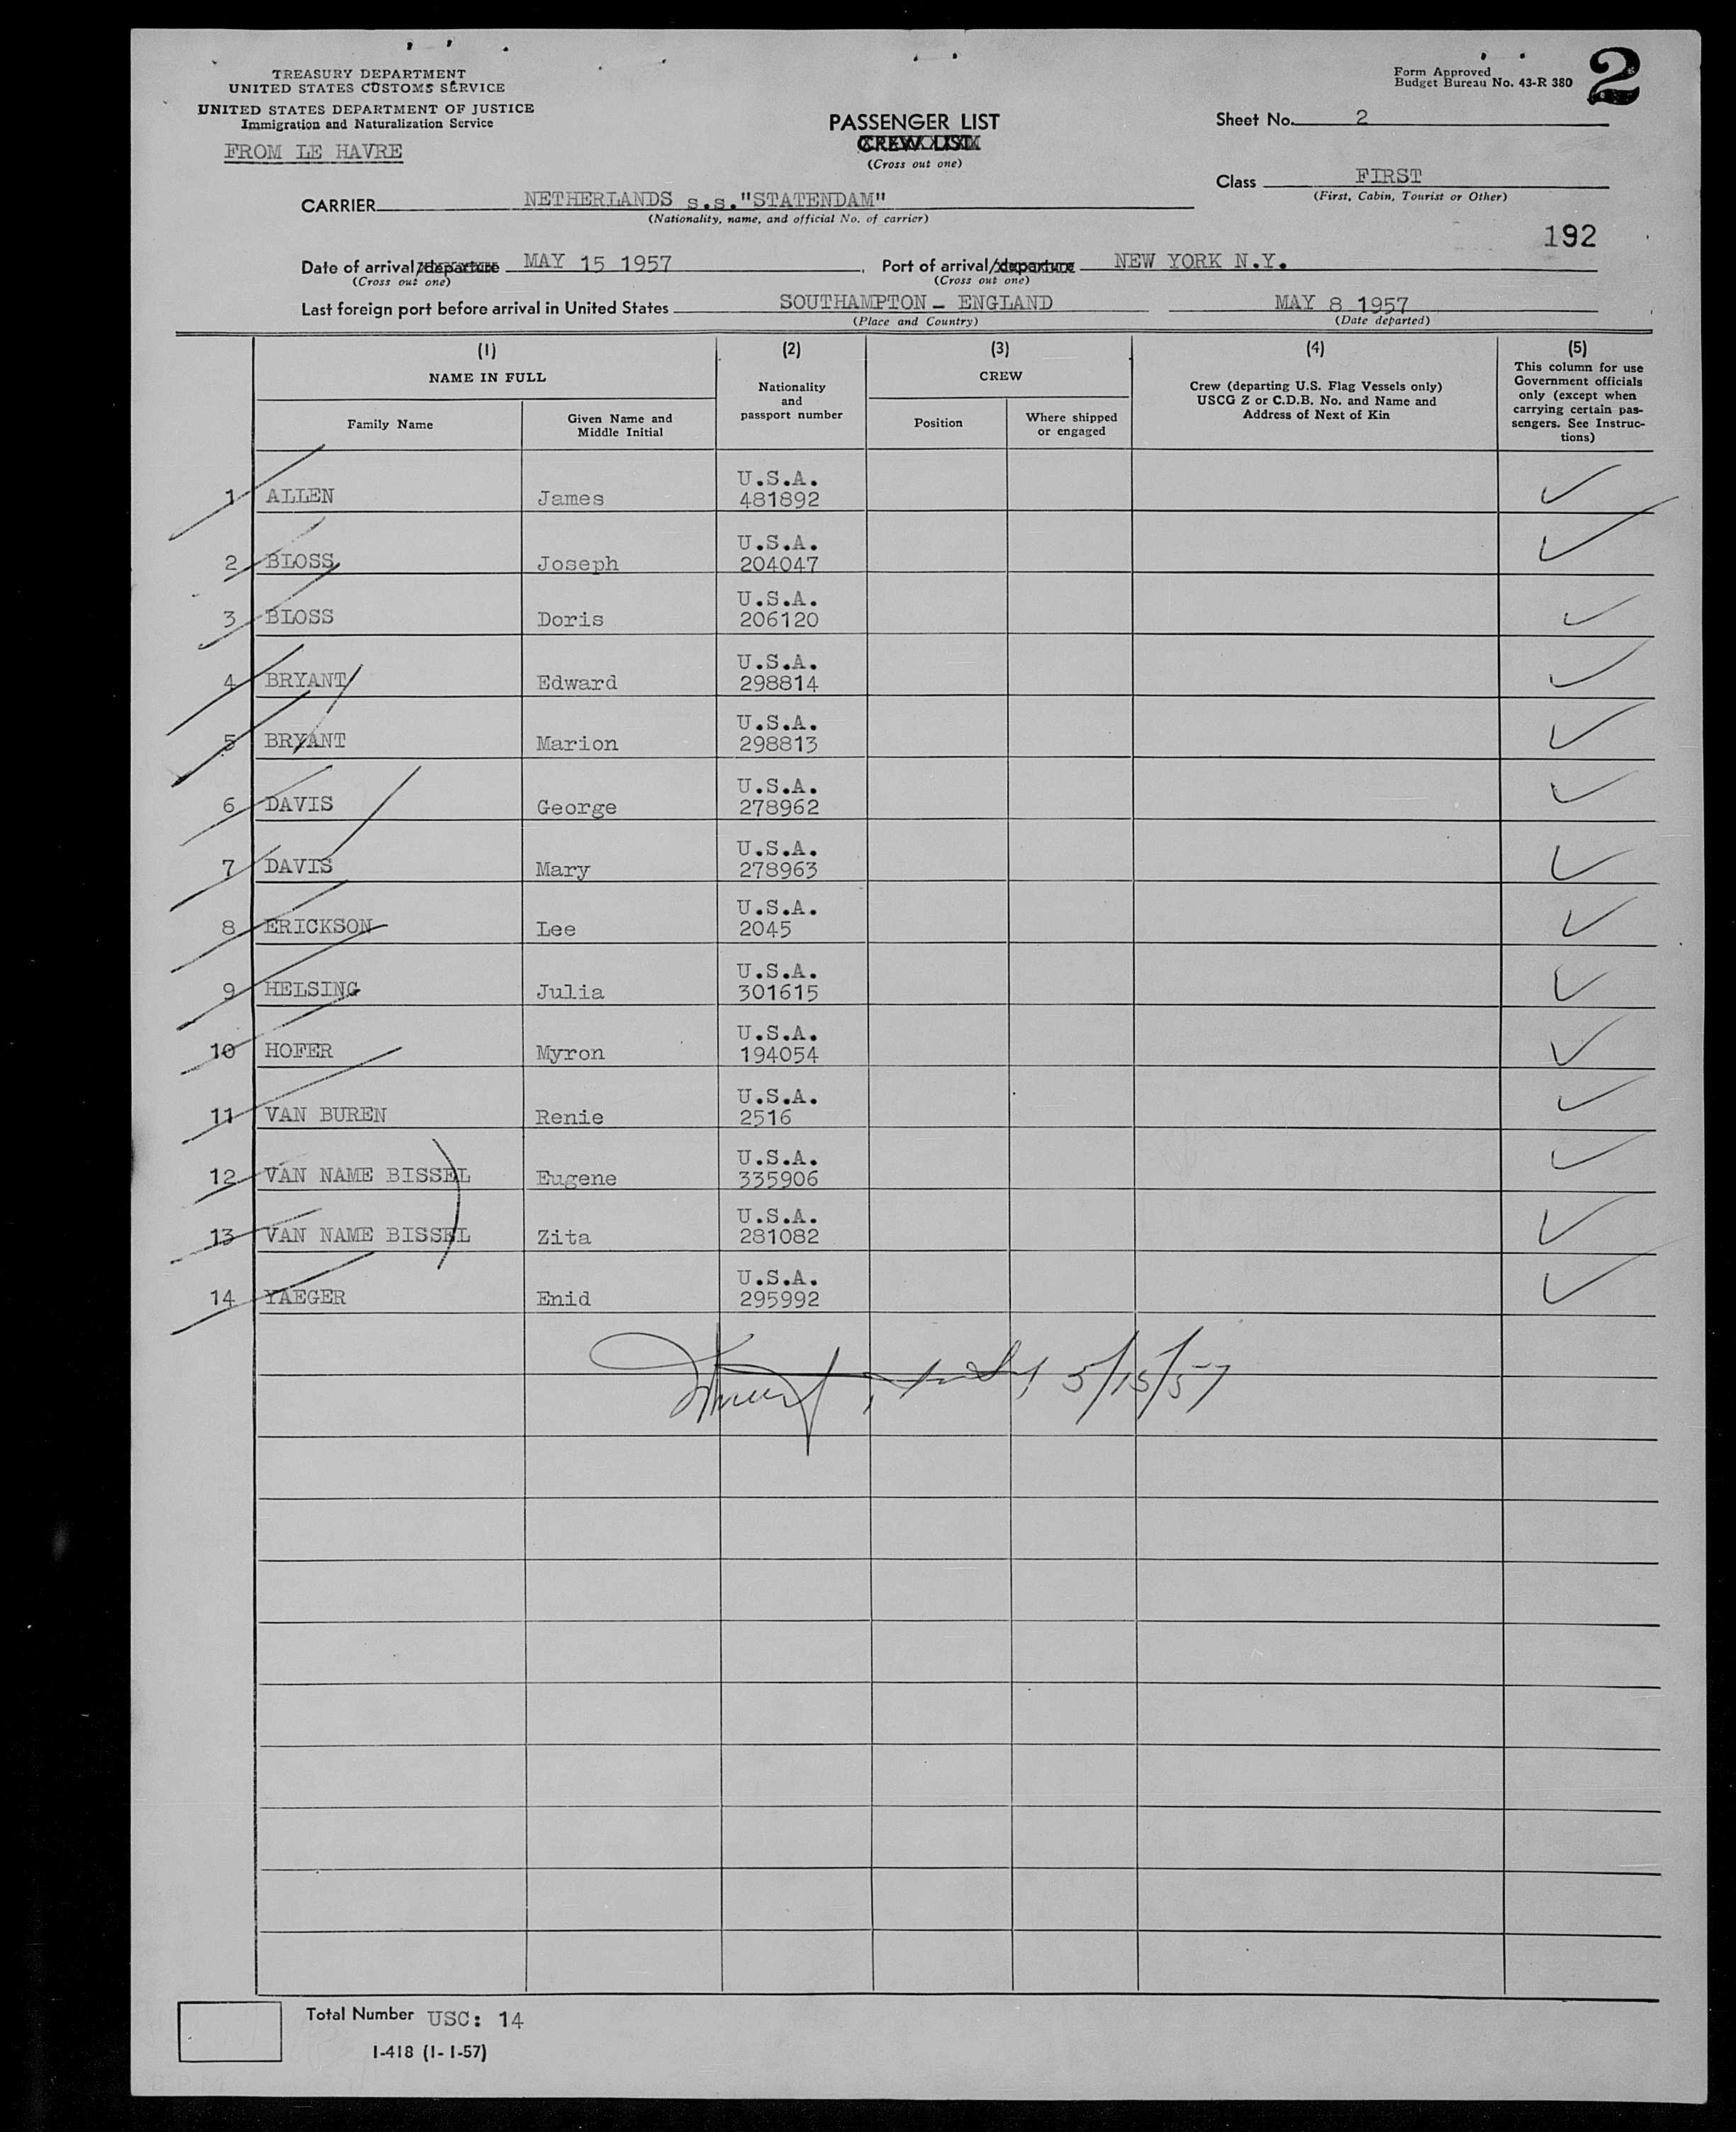 TREASURY DEPARTMENT
UNITED STATES CUSTOMS SERVICE
UNITED STATES DEPARTMENT OF JUSTICE
Immigration and Naturalization Service
FROM LE HAVRE
Form Approved
Budget Bureau No. 43-R 380
2
PASSENGER LIST
CREW LIST
(Cross out one)
Sheet No. 2
Class FIRST
(First, Cabin, Tourist or Other)
CARRIER NETHERLANDS s.s."STATENDAM"
(Nationality, name, and official No. of carrier)
192
Date of arrival/departure MAY 15 1957, Port of arrival/departure NEW YORK N.Y.
(Cross out one) (Cross out one)
Last foreign port before arrival in United States SOUTHAMPTON - ENGLAND MAY 8 1957
(Place and Country) (Date departed)
(1) (2) (3) (4) (5)
NAME IN FULL
Family Name
Given Name and
Middle Initial
Nationality
and
passport number
CREW
Position
Where shipped
or engaged
Crew (departing U.S. Flag Vessels only)
USCG Z or C.D.B. No. and Name and
Address of Next of Kin
This column for use
Government officials
only (except when
carrying certain pas-
sengers. See Instruc-
tions)
U.S.A.
1 ALLEN James 481892
U.S.A.
2 BLOSS Joseph 204047
U.S.A.
3 BLOSS Doris 206120
U.S.A.
4 BRYANT Edward 298814
U.S.A.
5 BRYANT Marion 298813
U.S.A.
6 DAVIS George 278962
U.S.A.
7 DAVIS Mary 278963
U.S.A.
8 ERICKSON Lee 2045
U.S.A.
9 HELSING Julia 301615
U.S.A.
10 HOFER Myron 194054
U.S.A.
11 VAN BUREN Renie 2516
U.S.A.
12 VAN NAME BISSEL Eugene 335906
U.S.A.
13 VAN NAME BISSEL Zita 281082
U.S.A.
14 YAEGER Enid 295992
5/15/57
Total Number USC: 14
I-418 (1-1-57)